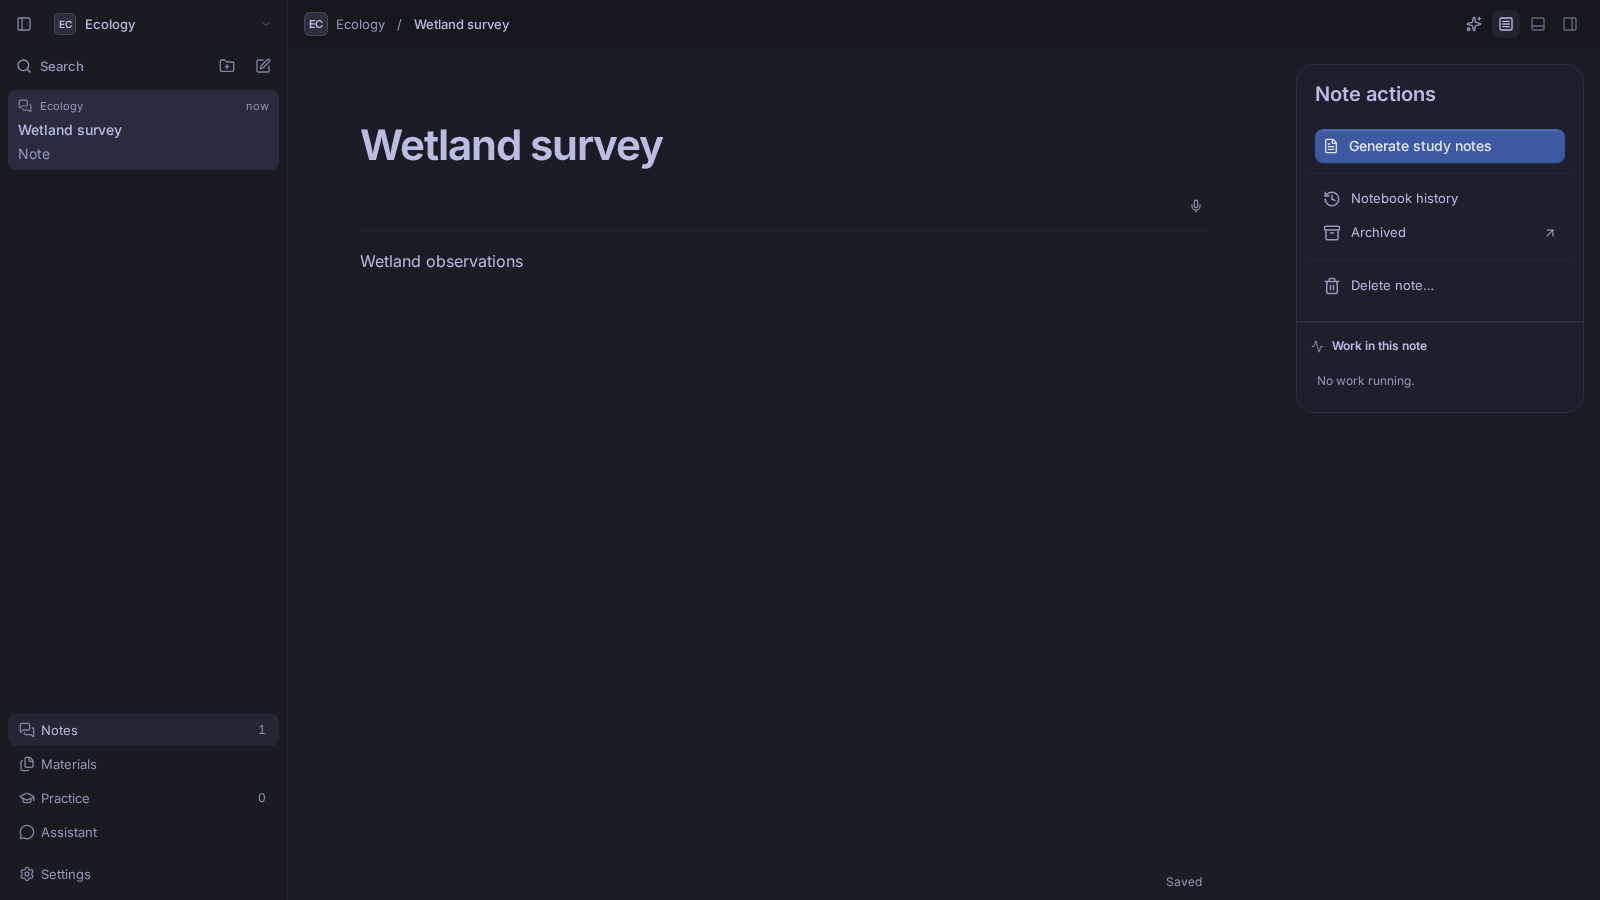 EC Ecology
Search
Ecology now
Wetland survey
Note
Notes 1
Materials
Practice 0
Assistant
Settings
EC Ecology / Wetland survey
Wetland survey
Wetland observations
Saved
Note actions
Generate study notes
Notebook history
Archived
Delete note...
Work in this note
No work running.